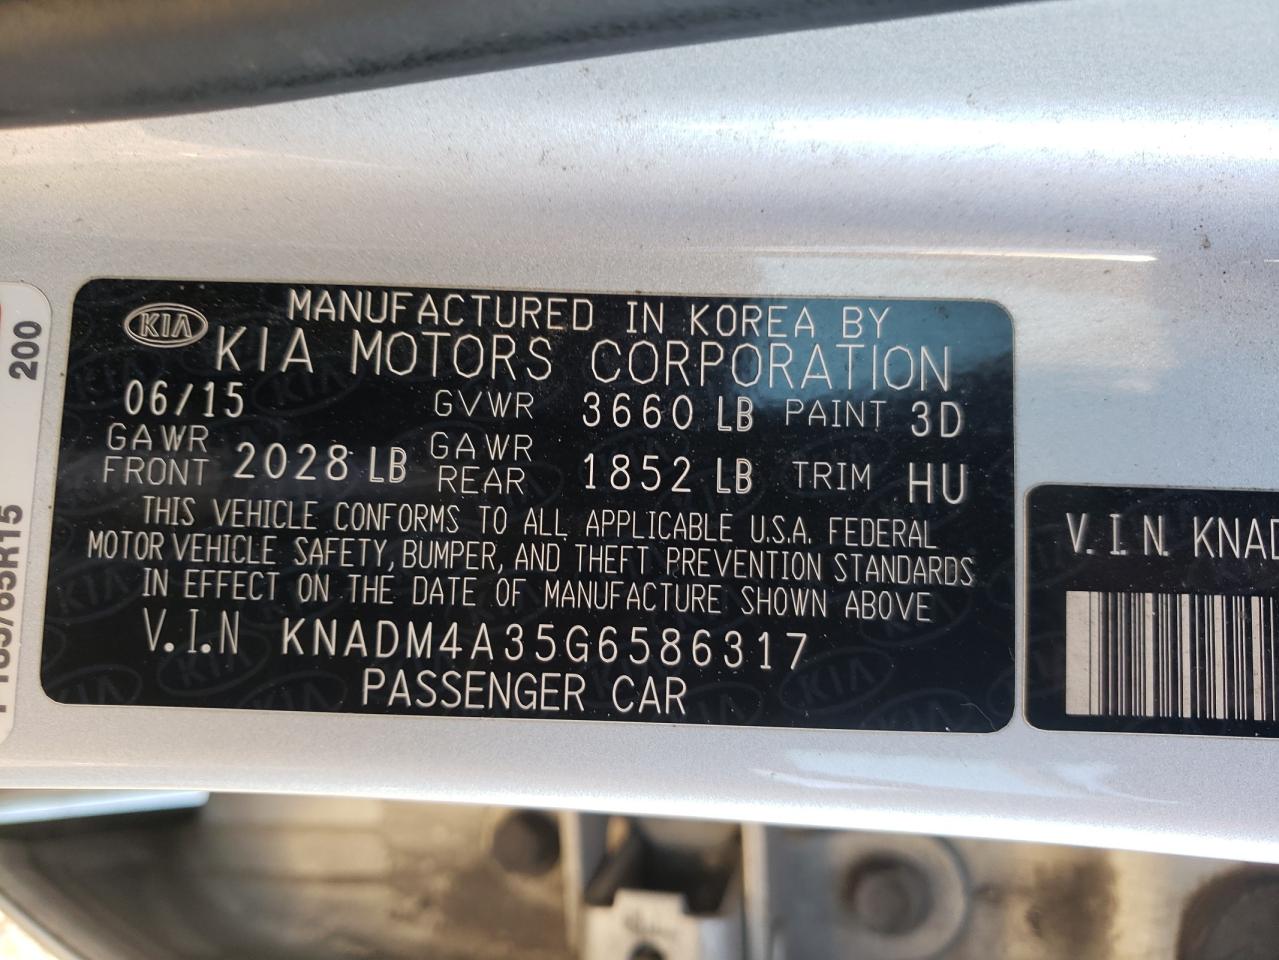 MANUFACTURED IN KOREA BY
KIA KIA MOTORS CORPORATION
06/15 GVWR 3660 LB PAINT 3D
GAWR FRONT 2028 LB GAWR REAR 1852 LB TRIM HU
THIS VEHICLE CONFORMS TO ALL APPLICABLE U.S.A. FEDERAL
MOTOR VEHICLE SAFETY, BUMPER, AND THEFT PREVENTION STANDARDS
IN EFFECT ON THE DATE OF MANUFACTURE SHOWN ABOVE
V.I.N KNADM4A35G6586317
PASSENGER CAR
V.I.N. KNAD
200